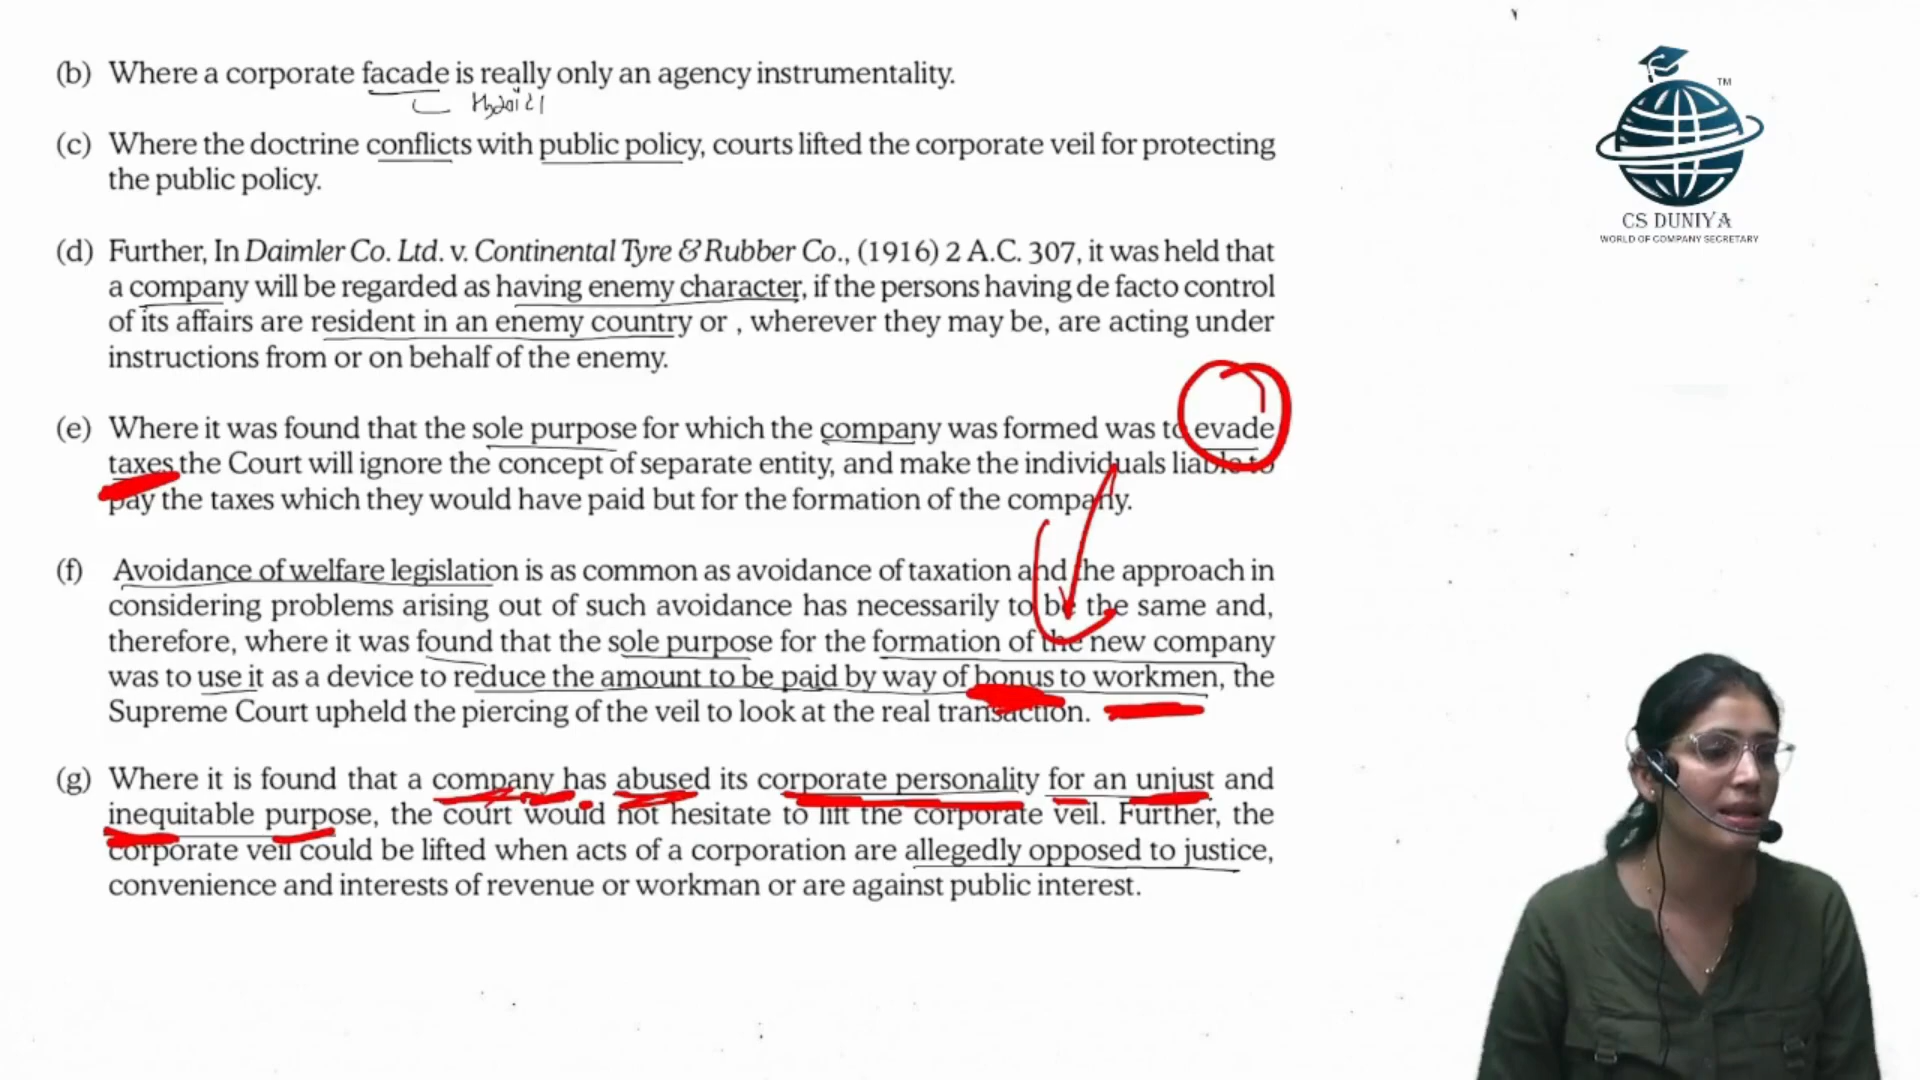 (b) Where a corporate facade is really only an agency instrumentality.
(c) Where the doctrine conflicts with public policy, courts lifted the corporate veil for protecting
the public policy.
(d) Further, In Daimler Co. Ltd. v. Continental Tyre & Rubber Co., (1916) 2 A.C. 307, it was held that
a company will be regarded as having enemy character, if the persons having de facto control
of its affairs are resident in an enemy country or , wherever they may be, are acting under
instructions from or on behalf of the enemy.
(e) Where it was found that the sole purpose for which the company was formed was to evade
taxes the Court will ignore the concept of separate entity, and make the individuals liable to
pay the taxes which they would have paid but for the formation of the company.
(f) Avoidance of welfare legislation is as common as avoidance of taxation and the approach in
considering problems arising out of such avoidance has necessarily to be the same and,
therefore, where it was found that the sole purpose for the formation of the new company
was to use it as a device to reduce the amount to be paid by way of bonus to workmen, the
Supreme Court upheld the piercing of the veil to look at the real transaction.
(g) Where it is found that a company has abused its corporate personality for an unjust and
inequitable purpose, the court would not hesitate to lift the corporate veil. Further, the
corporate veil could be lifted when acts of a corporation are allegedly opposed to justice,
convenience and interests of revenue or workman or are against public interest.
TM
CS DUNIYA
WORLD OF COMPANY SECRETARY